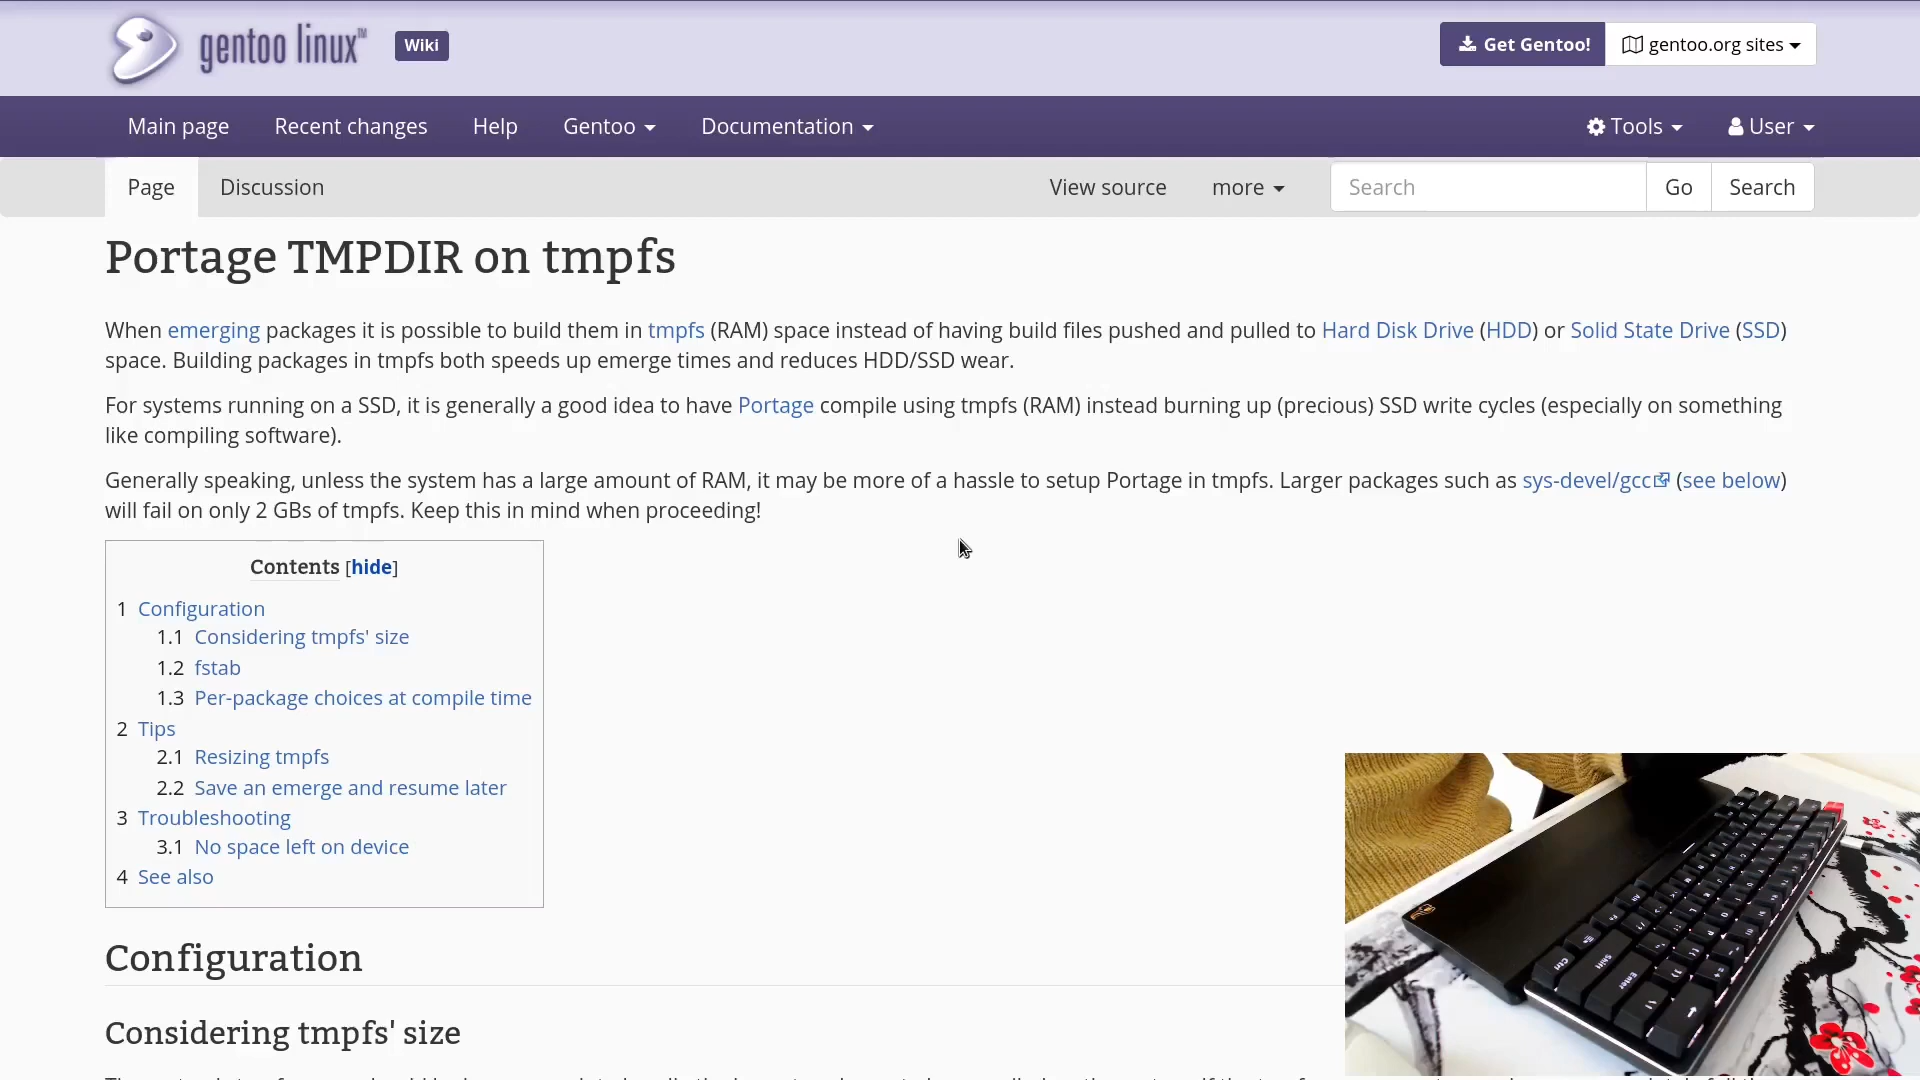 gentoo linux™ Wiki Get Gentoo! gentoo.org sites
Main page Recent changes Help Gentoo Documentation Tools User
Page Discussion View source more Search Go Search
Portage TMPDIR on tmpfs
When emerging packages it is possible to build them in tmpfs (RAM) space instead of having build files pushed and pulled to Hard Disk Drive (HDD) or Solid State Drive (SSD)
space. Building packages in tmpfs both speeds up emerge times and reduces HDD/SSD wear.
For systems running on a SSD, it is generally a good idea to have Portage compile using tmpfs (RAM) instead burning up (precious) SSD write cycles (especially on something
like compiling software).
Generally speaking, unless the system has a large amount of RAM, it may be more of a hassle to setup Portage in tmpfs. Larger packages such as sys-devel/gcc (see below)
will fail on only 2 GBs of tmpfs. Keep this in mind when proceeding!
Contents [hide]
1 Configuration
1.1 Considering tmpfs' size
1.2 fstab
1.3 Per-package choices at compile time
2 Tips
2.1 Resizing tmpfs
2.2 Save an emerge and resume later
3 Troubleshooting
3.1 No space left on device
4 See also
Configuration
Considering tmpfs' size
Ctrl
Shift
Enter